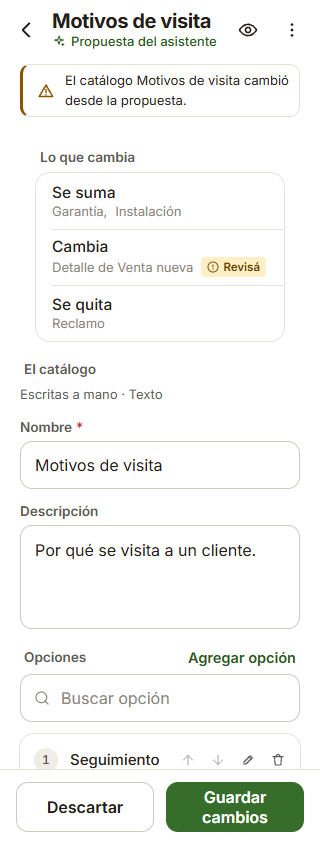 Motivos de visita
Propuesta del asistente
El catálogo Motivos de visita cambió
desde la propuesta.
Lo que cambia
Se suma
Garantía, Instalación
Cambia
Detalle de Venta nueva
Revisá
Se quita
Reclamo
El catálogo
Escritas a mano · Texto
Nombre *
Motivos de visita
Descripción
Por qué se visita a un cliente.
Opciones
Agregar opción
Buscar opción
1 Seguimiento
Descartar
Guardar
cambios